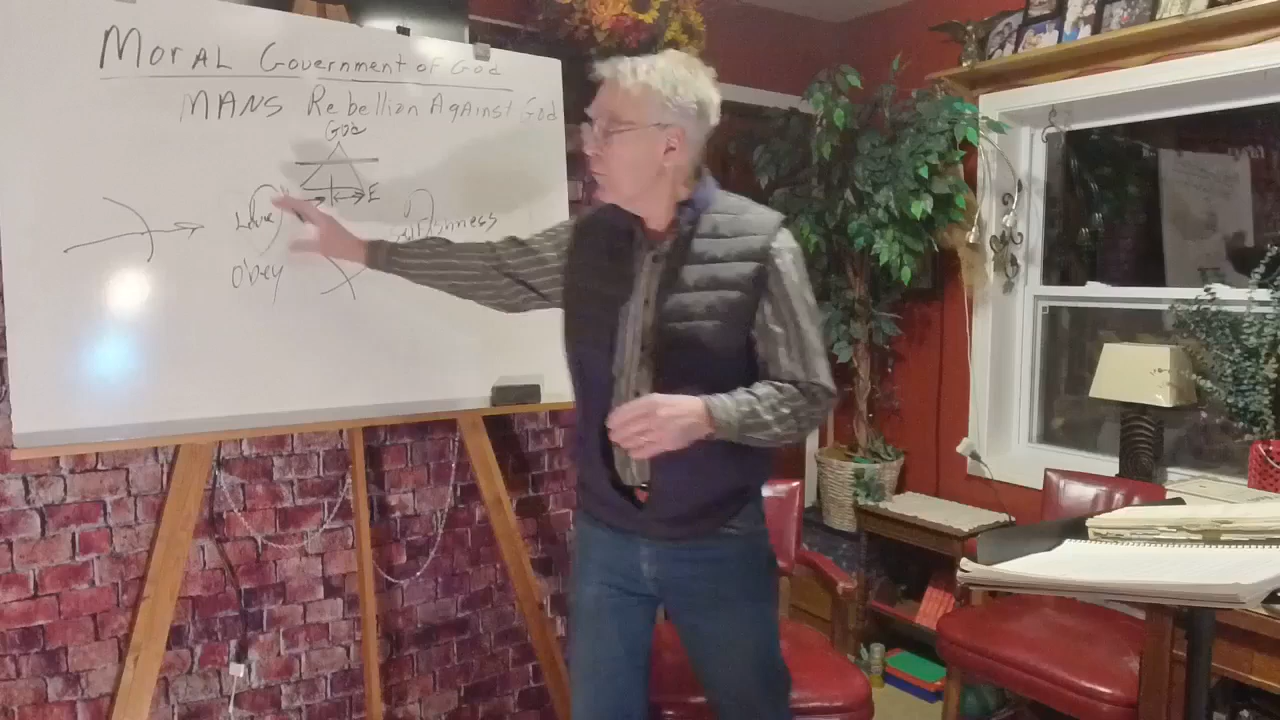 MORAL Government of God
MANS Rebellion Against God
God
E
Love
selfishness
obey